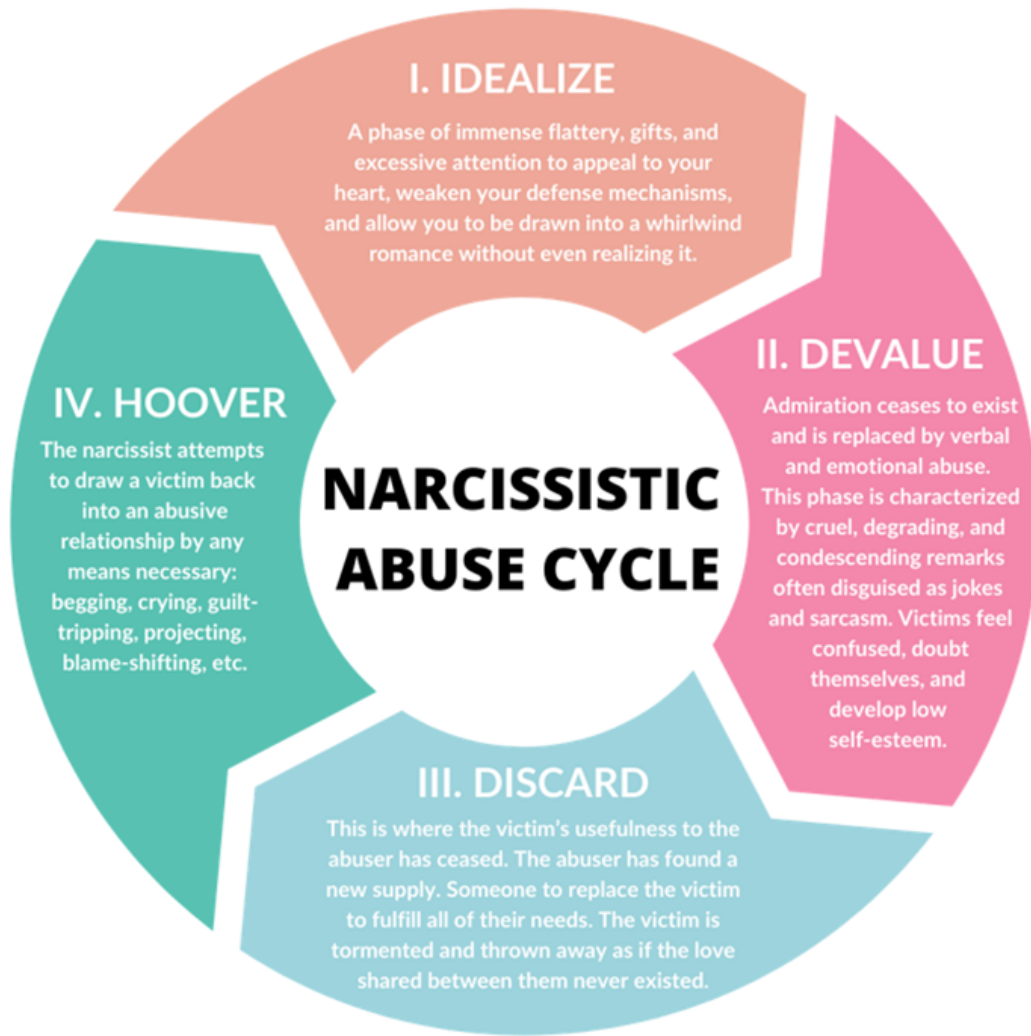 I. IDEALIZE
A phase of immense flattery, gifts, and
excessive attention to appeal to your
heart, weaken your defense mechanisms,
and allow you to be drawn into a whirlwind
romance without even realizing it.
II. DEVALUE
Admiration ceases to exist
and is replaced by verbal
and emotional abuse.
This phase is characterized
by cruel, degrading, and
condescending remarks
often disguised as jokes
and sarcasm. Victims feel
confused, doubt
themselves, and
develop low
self-esteem.
III. DISCARD
This is where the victim's usefulness to the
abuser has ceased. The abuser has found a
new supply. Someone to replace the victim
to fulfill all of their needs. The victim is
tormented and thrown away as if the love
shared between them never existed.
IV. HOOVER
The narcissist attempts
to draw a victim back
into an abusive
relationship by any
means necessary:
begging, crying, guilt-
tripping, projecting,
blame-shifting, etc.
NARCISSISTIC
ABUSE CYCLE